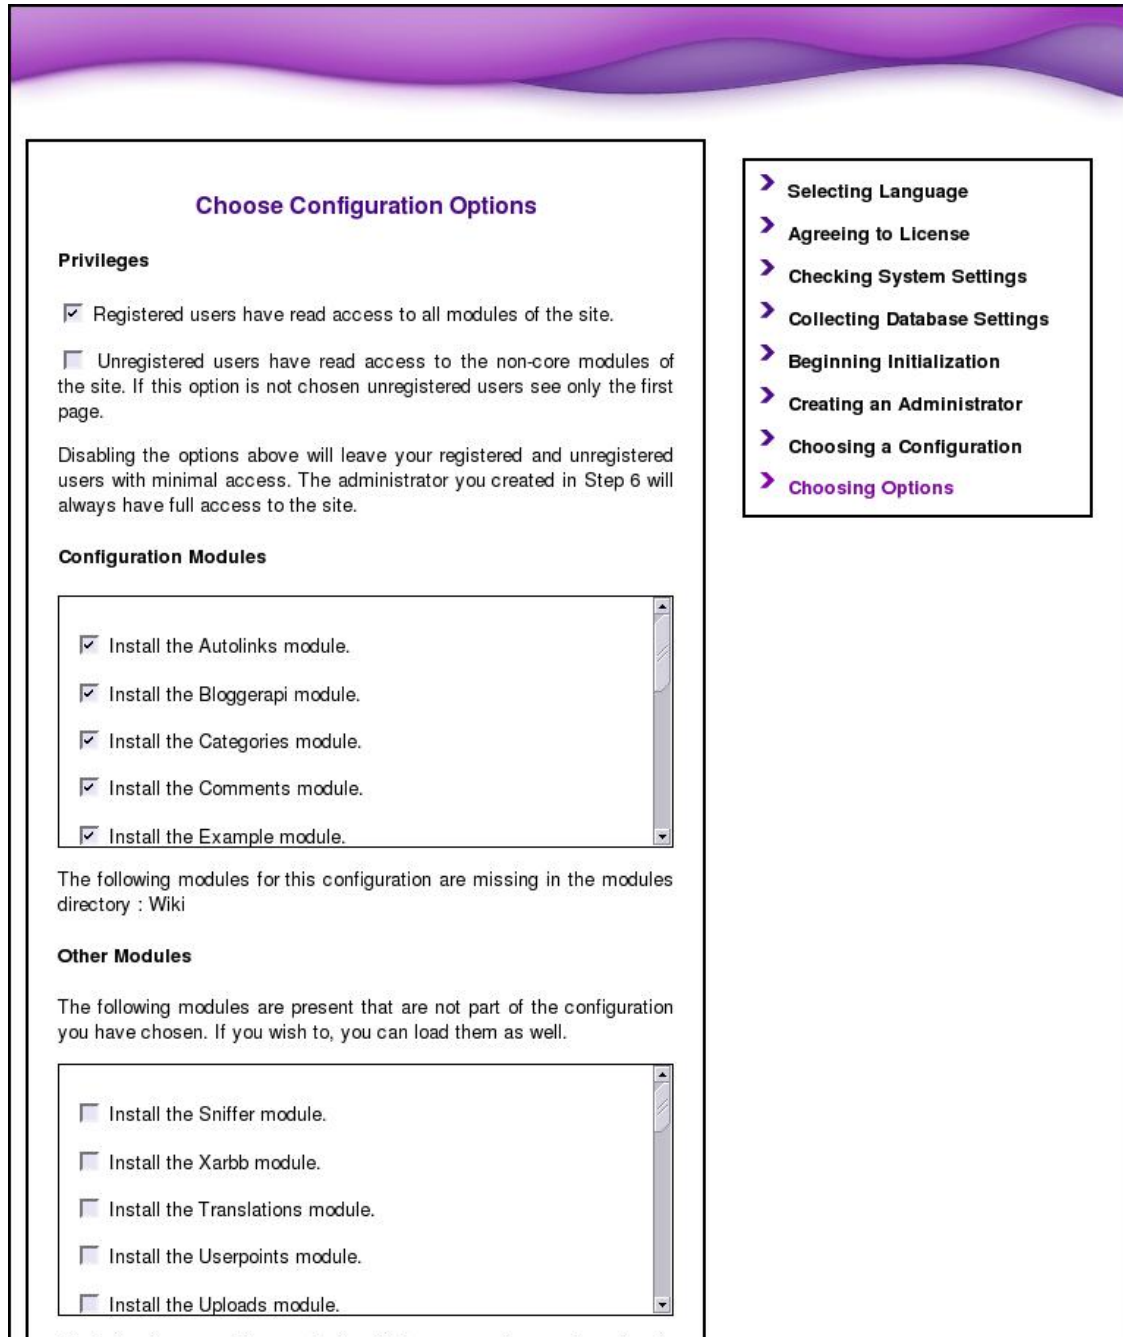 Choose Configuration Options
Privileges
Registered users have read access to all modules of the site.
Unregistered users have read access to the non-core modules of
the site. If this option is not chosen unregistered users see only the first
page.
Disabling the options above will leave your registered and unregistered
users with minimal access. The administrator you created in Step 6 will
always have full access to the site.
Configuration Modules
Install the Autolinks module.
Install the Bloggerapi module.
Install the Categories module.
Install the Comments module.
Install the Example module.
The following modules for this configuration are missing in the modules
directory : Wiki
Other Modules
The following modules are present that are not part of the configuration
you have chosen. If you wish to, you can load them as well.
Install the Sniffer module.
Install the Xarbb module.
Install the Translations module.
Install the Userpoints module.
Install the Uploads module.
Selecting Language
Agreeing to License
Checking System Settings
Collecting Database Settings
Beginning Initialization
Creating an Administrator
Choosing a Configuration
Choosing Options